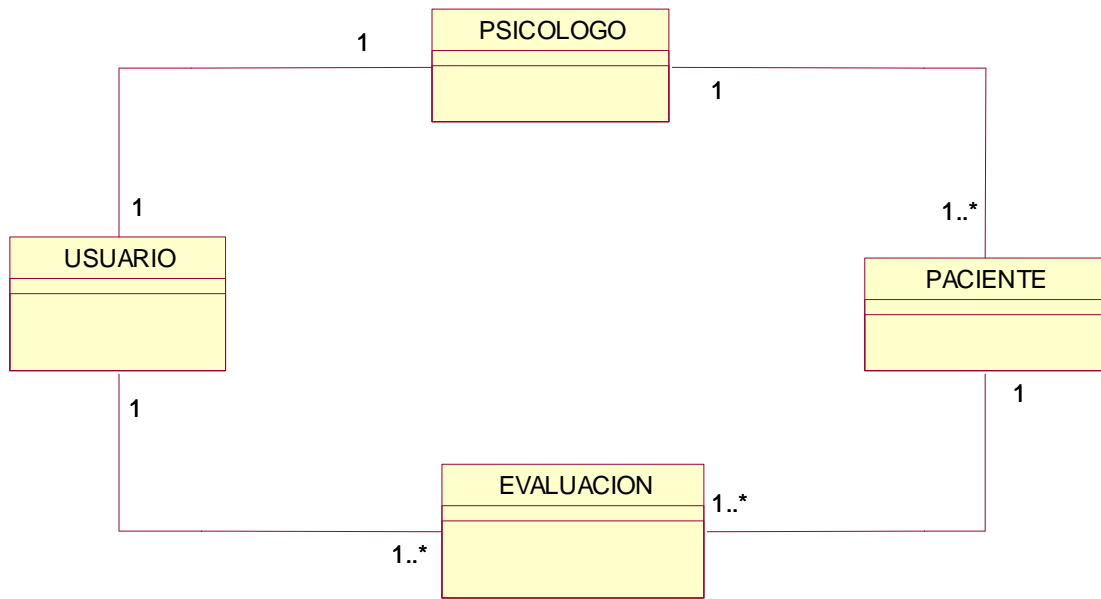 PSICOLOGO
1
1
1
1..*
USUARIO
PACIENTE
1
1
EVALUACION
1..*
1..*